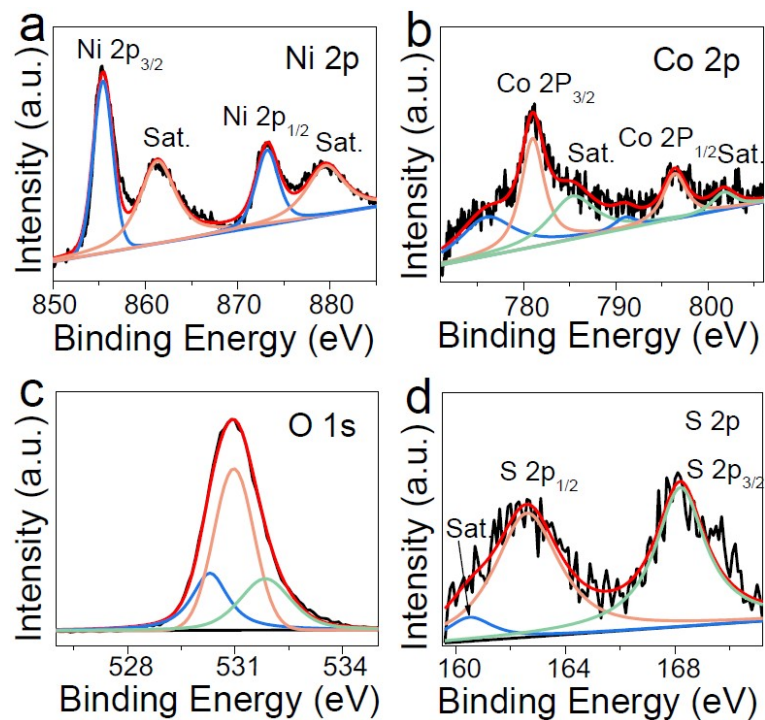 a
Ni 2p3/2
Ni 2p
Ni 2p1/2
Sat.
Sat.
Intensity (a.u.)
850 860 870 880
Binding Energy (eV)
b
Co 2p
Co 2P3/2
Sat.
Co 2P1/2 Sat.
Intensity (a.u.)
780 790 800
Binding Energy (eV)
c
O 1s
Intensity (a.u.)
528 531 534
Binding Energy (eV)
d
S 2p
S 2p1/2
S 2p3/2
Sat.
Intensity (a.u.)
160 164 168
Binding Energy (eV)